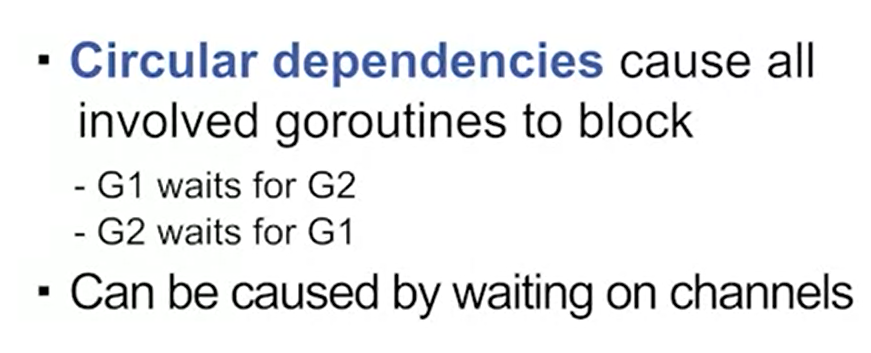 ▪ Circular dependencies cause all
involved goroutines to block
- G1 waits for G2
- G2 waits for G1
▪ Can be caused by waiting on channels